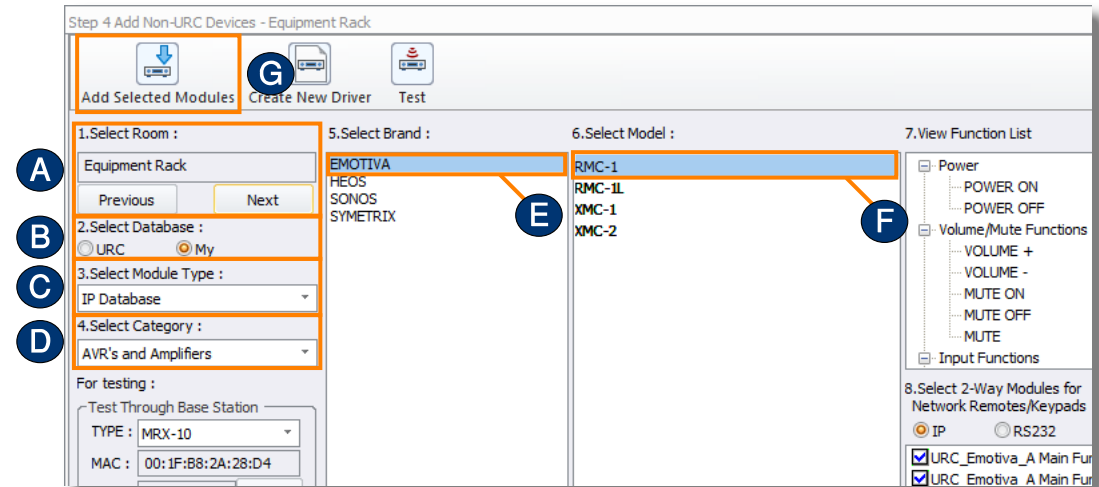 Step 4 Add Non-URC Devices - Equipment Rack
Add Selected Modules
G
Create New Driver
Test
1.Select Room :
Equipment Rack
Previous
Next
A
2.Select Database :
URC
My
B
3.Select Module Type :
IP Database
C
4.Select Category :
AVR's and Amplifiers
D
For testing :
Test Through Base Station
TYPE :
MRX-10
MAC :
00:1F:B8:2A:28:D4
5.Select Brand :
EMOTIVA
HEOS
SONOS
SYMETRIX
E
6.Select Model :
RMC-1
RMC-1L
XMC-1
XMC-2
F
7.View Function List
Power
POWER ON
POWER OFF
Volume/Mute Functions
VOLUME +
VOLUME -
MUTE ON
MUTE OFF
MUTE
Input Functions
8.Select 2-Way Modules for
Network Remotes/Keypads
IP
RS232
URC_Emotiva_A Main Fur
URC_Emotiva_A Main Fur